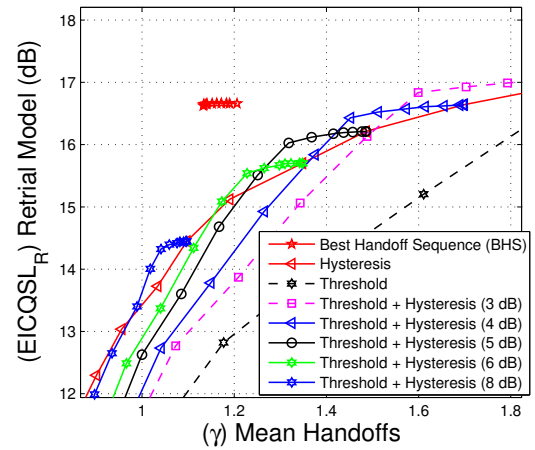 18
17
16
15
14
13
12
1
1.2
1.4
1.6
1.8
(EICQSL_R) Retrial Model (dB)
(γ) Mean Handoffs
Best Handoff Sequence (BHS)
Hysteresis
Threshold
Threshold + Hysteresis (3 dB)
Threshold + Hysteresis (4 dB)
Threshold + Hysteresis (5 dB)
Threshold + Hysteresis (6 dB)
Threshold + Hysteresis (8 dB)